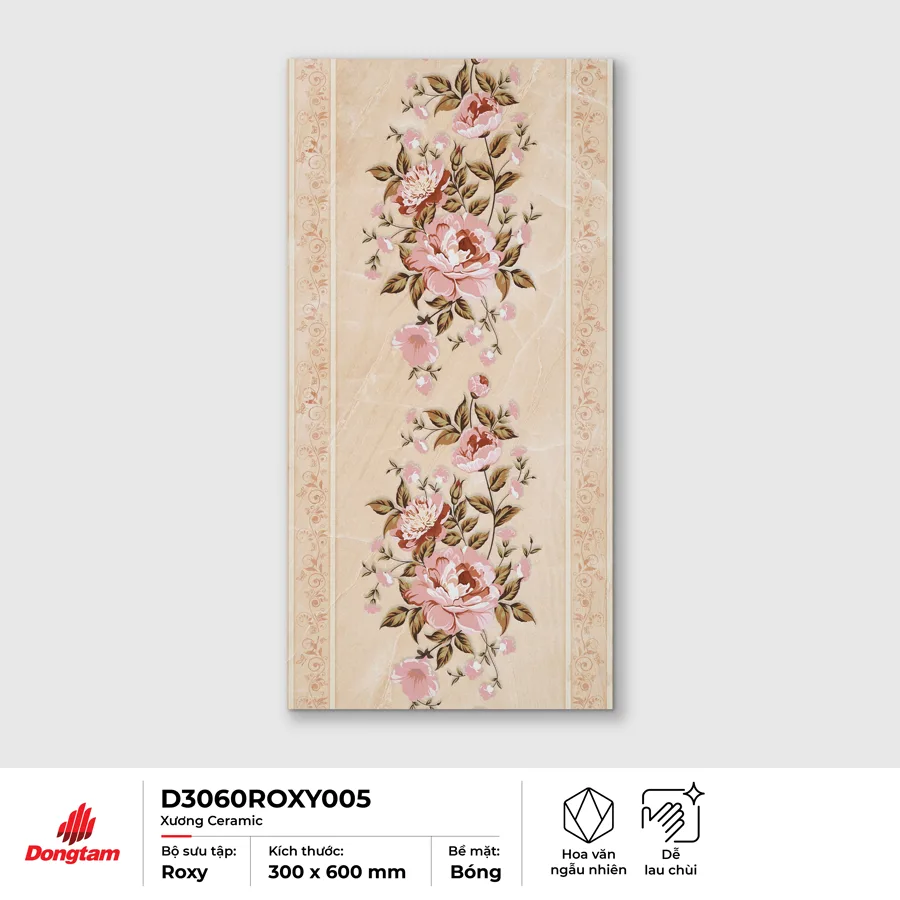 D3060ROXY005
Xương Ceramic
Dongtam
Bộ sưu tập:
Roxy
Kích thước:
300 x 600 mm
Bề mặt:
Bóng
Hoa văn
ngẫu nhiên
Dễ
lau chùi